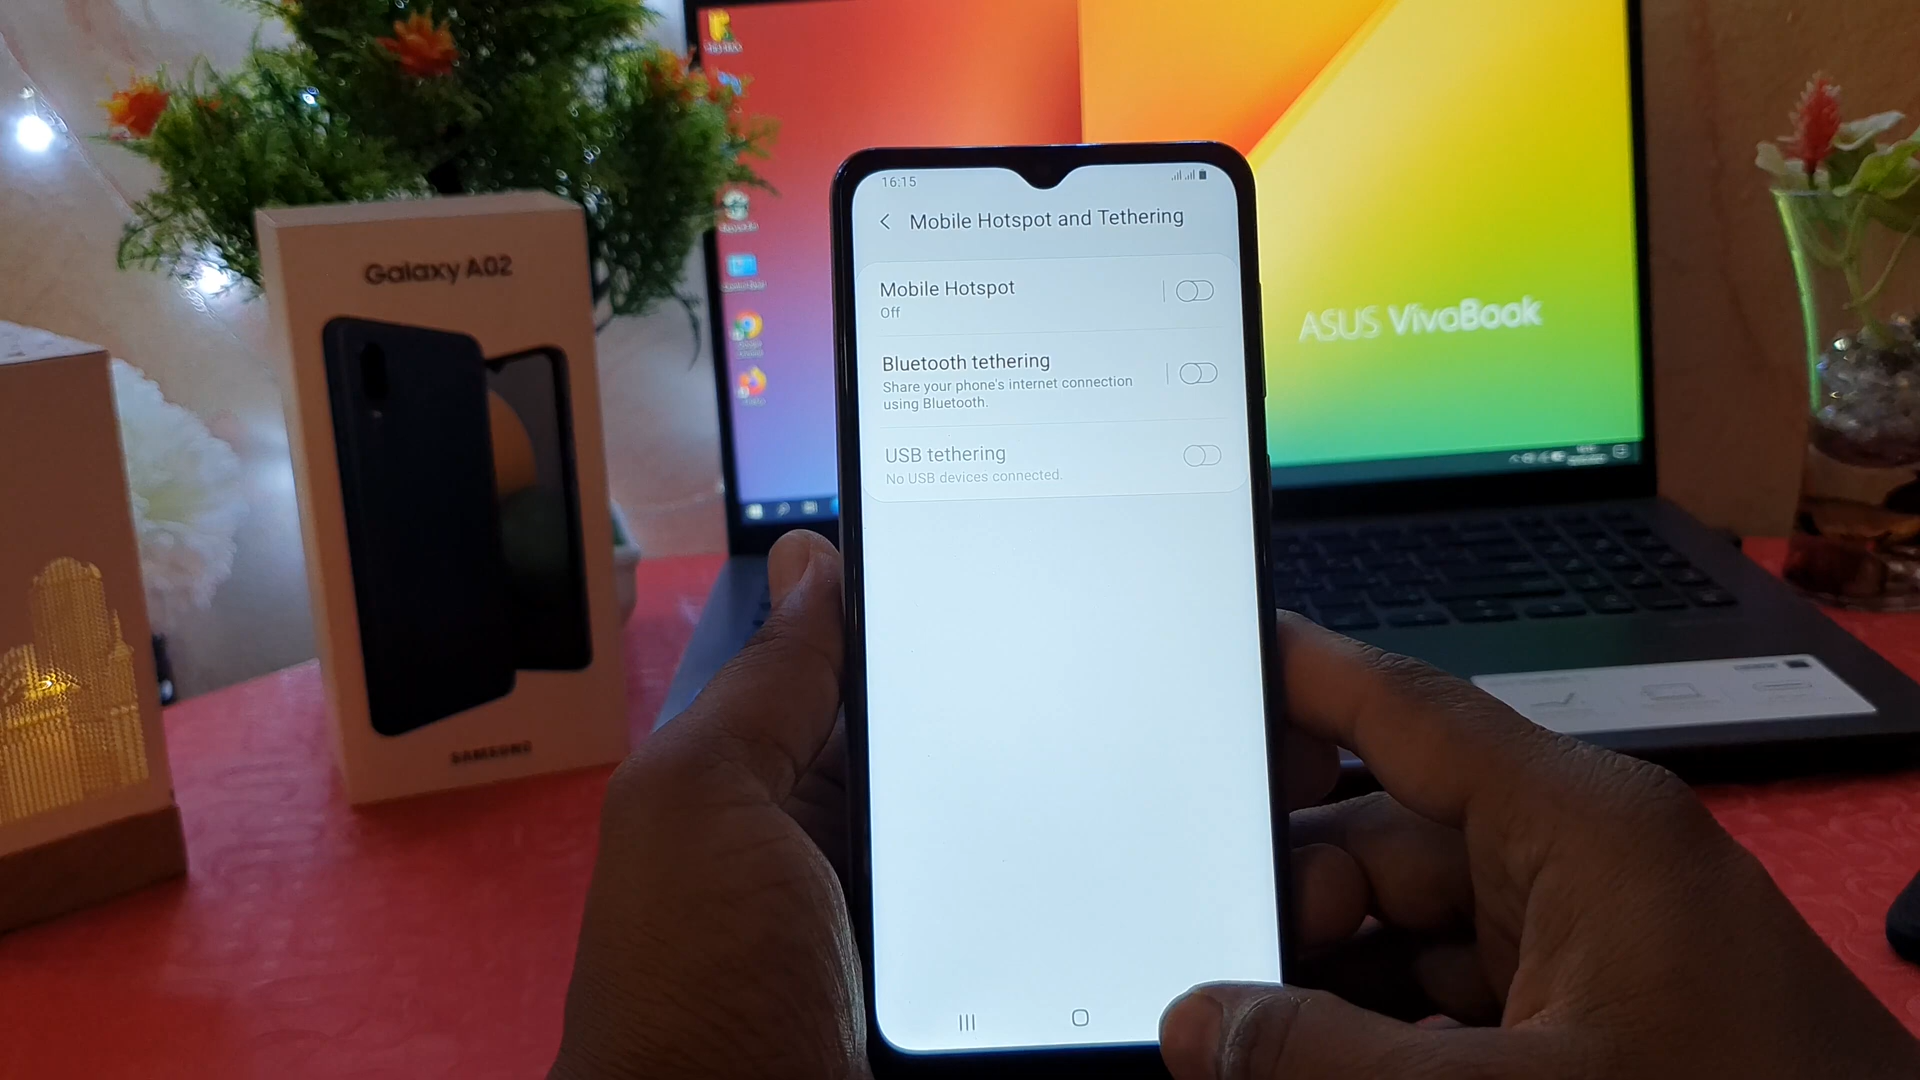 Galaxy A02
SAMSUNG
16:15
Mobile Hotspot and Tethering
Mobile Hotspot
Off
Bluetooth tethering
Share your phone's internet connection
using Bluetooth.
USB tethering
No USB devices connected.
ASUS VivoBook